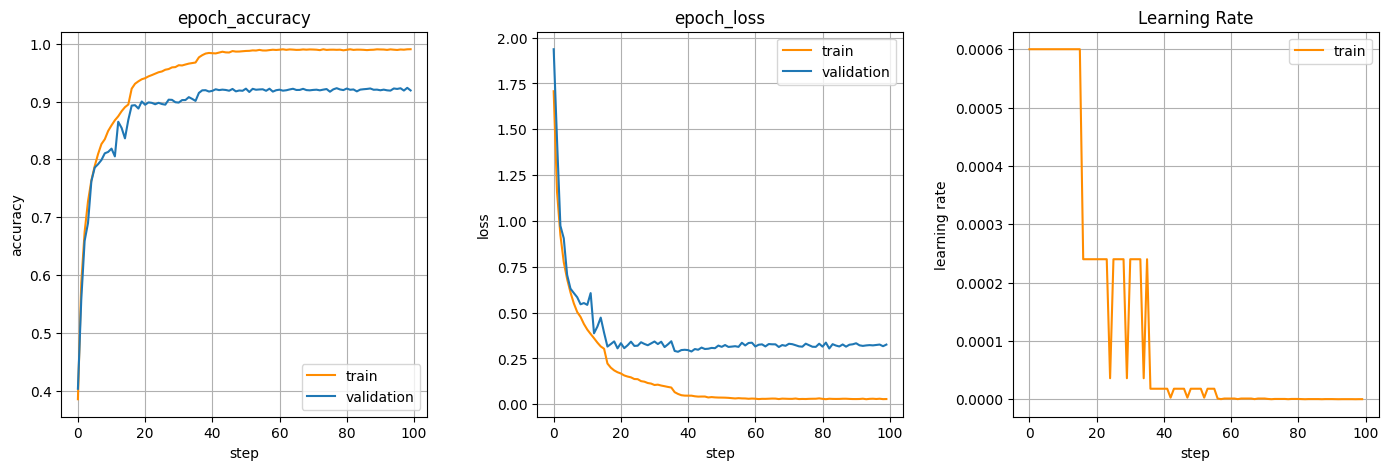 epoch_accuracy
1.0
0.9
0.8
0.7
0.6
0.5
0.4
accuracy
0
20
40
60
80
100
step
train
validation
epoch_loss
2.00
1.75
1.50
1.25
1.00
0.75
0.50
0.25
0.00
loss
0
20
40
60
80
100
step
train
validation
Learning Rate
0.0006
0.0005
0.0004
0.0003
0.0002
0.0001
0.0000
learning rate
0
20
40
60
80
100
step
train